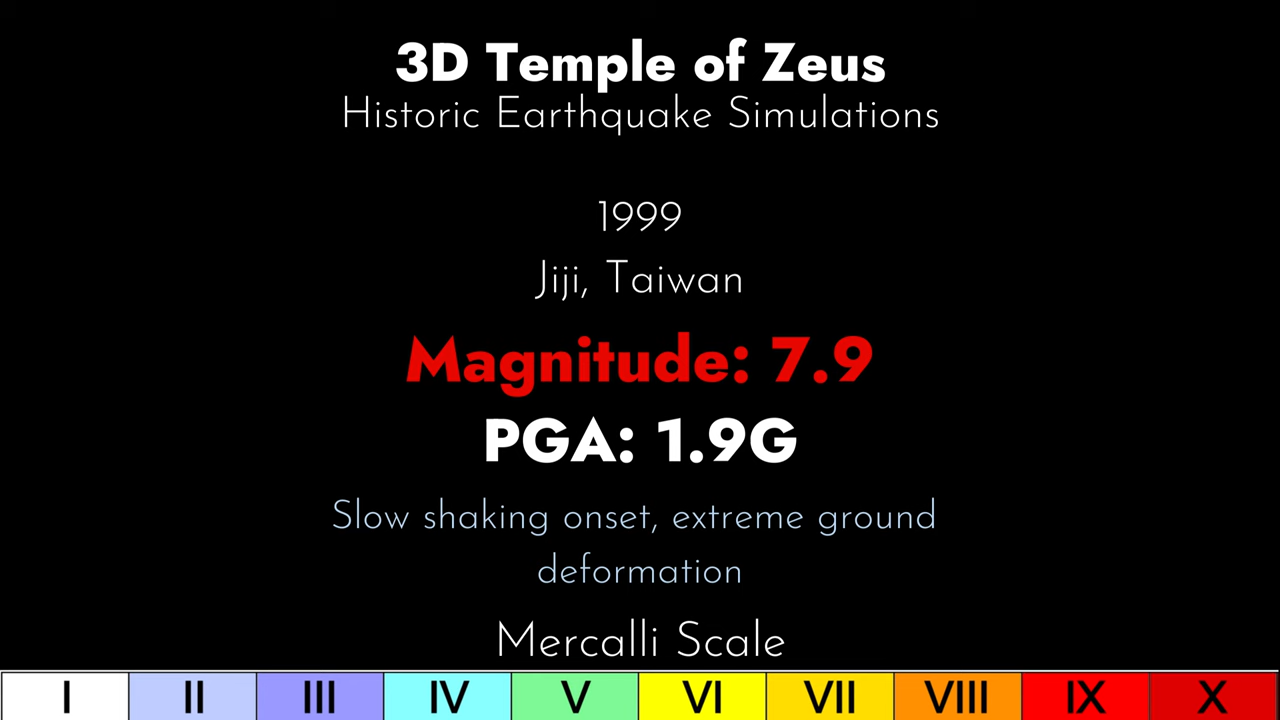 3D Temple of Zeus
Historic Earthquake Simulations
1999
Jiji, Taiwan
Magnitude: 7.9
PGA: 1.9G
Slow shaking onset, extreme ground
deformation
Mercalli Scale
I II III IV V VI VII VIII IX X